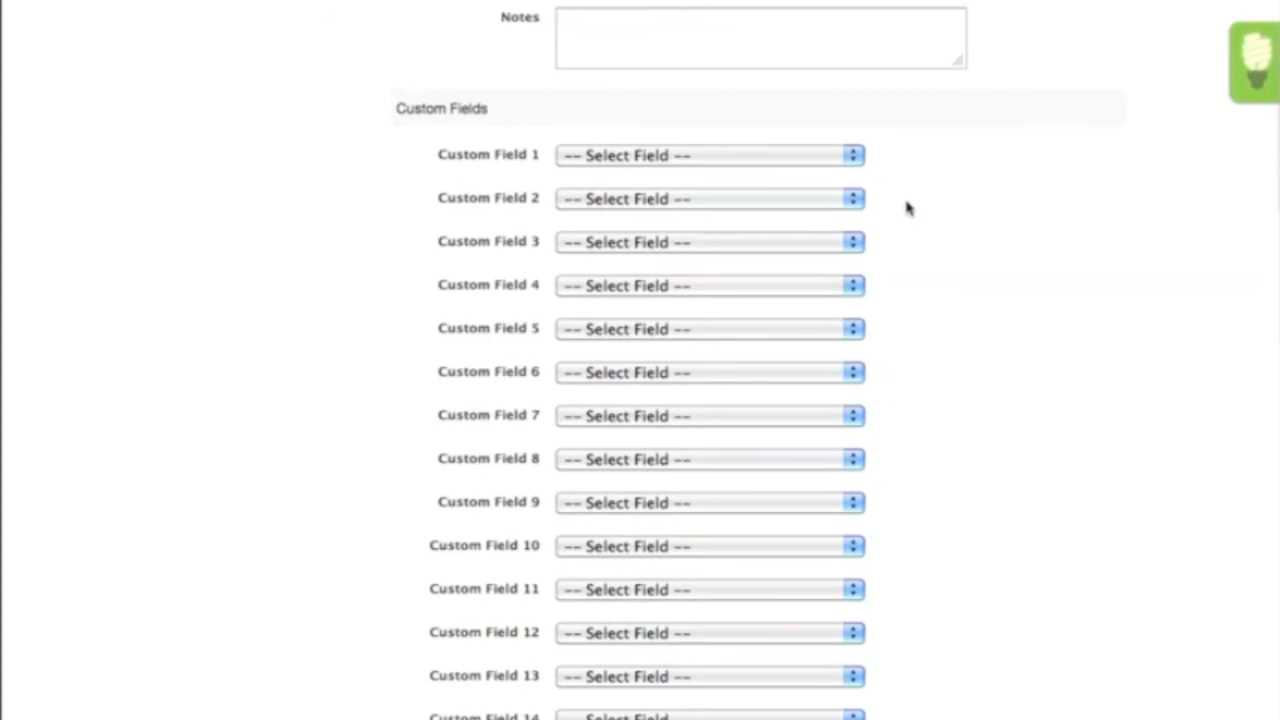 Notes
Custom Fields
Custom Field 1 -- Select Field --
Custom Field 2 -- Select Field --
Custom Field 3 -- Select Field --
Custom Field 4 -- Select Field --
Custom Field 5 -- Select Field --
Custom Field 6 -- Select Field --
Custom Field 7 -- Select Field --
Custom Field 8 -- Select Field --
Custom Field 9 -- Select Field --
Custom Field 10 -- Select Field --
Custom Field 11 -- Select Field --
Custom Field 12 -- Select Field --
Custom Field 13 -- Select Field --
Custom Field 14 -- Select Field --